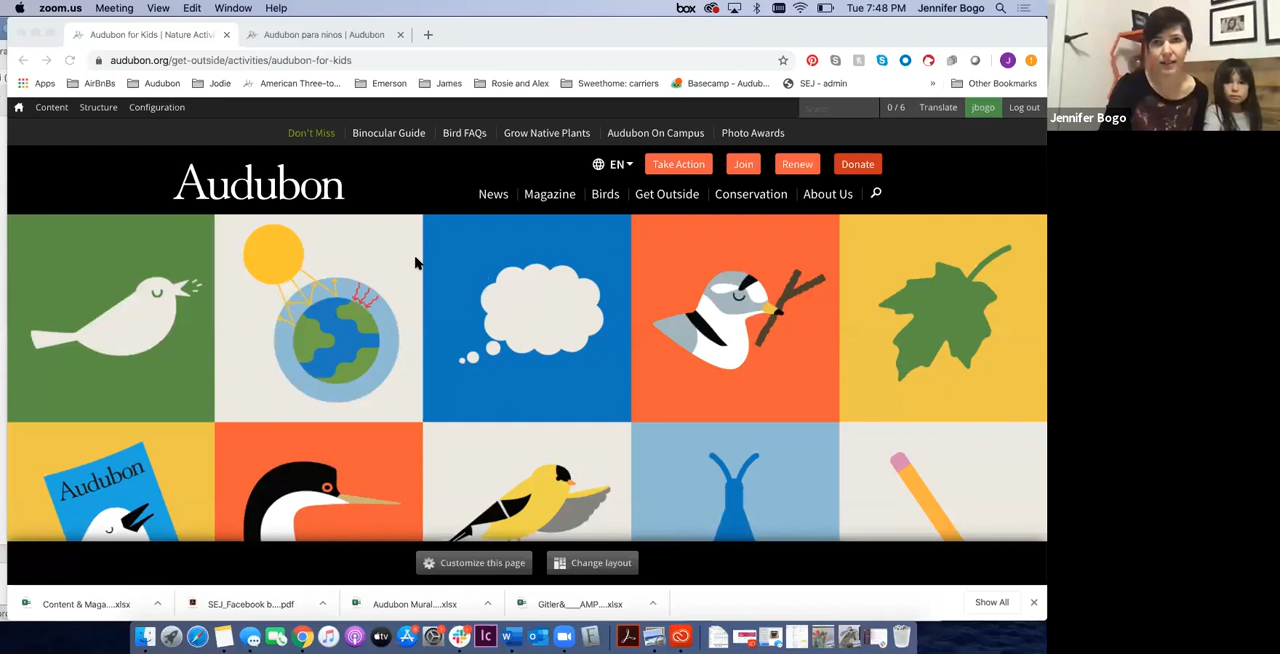 zoom.us Meeting View Edit Window Help box Tue 7:48 PM Jennifer Bogo
Audubon for Kids | Nature Activi Audubon para ninos | Audubon
audubon.org/get-outside/activities/audubon-for-kids J
Apps AirBnBs Audubon Jodie American Three-to... Emerson James Rosie and Alex Sweethome: carriers Basecamp - Audub... SEJ - admin » Other Bookmarks
Content Structure Configuration 0 / 6 Translate jbogo Log out
Jennifer Bogo
Don't Miss Binocular Guide Bird FAQs Grow Native Plants Audubon On Campus Photo Awards
EN Take Action Join Renew Donate
Audubon
News Magazine Birds Get Outside Conservation About Us
Audubon
Customize this page Change layout
Content & Maga....xlsx SEJ_Facebook b....pdf Audubon Mural....xlsx Gitler&___AMP....xlsx Show All
tv Ic W